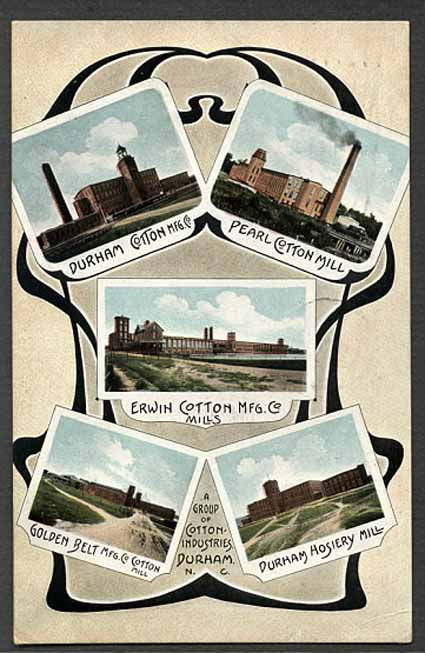 DURHAM COTTON MFG. CO
PEARL COTTON MILL
ERWIN COTTON MFG. CO
MILLS
GOLDEN BELT MFG. CO COTTON
MILL
DURHAM HOSIERY MILL
A
GROUP
OF
COTTON-
INDUSTRIES
DURHAM.
N. C.